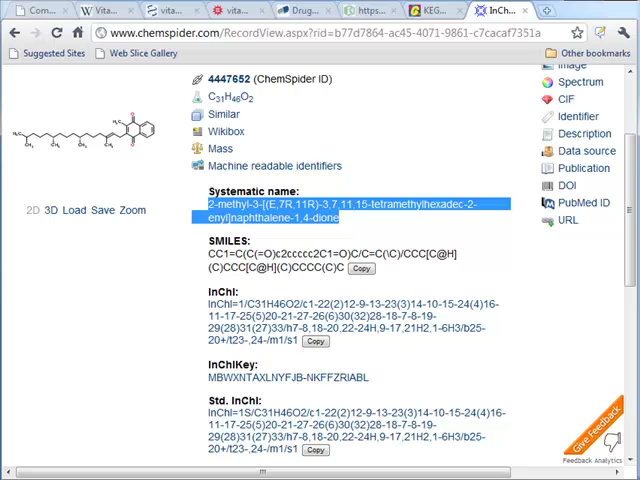 Com
Vita
vita
vita
Drug
https
KEG
InCh
www.chemspider.com/RecordView.aspx?rid=b77d7864-ac45-4071-9861-c7cacaf7351a
Suggested Sites
Web Slice Gallery
Other bookmarks
4447652 (ChemSpider ID)
C31H46O2
Similar
Wikibox
Mass
Machine readable identifiers
2D 3D Load Save Zoom
Systematic name:
2-methyl-3-[(E,7R,11R)-3,7,11,15-tetramethylhexadec-2-
enyl]naphthalene-1,4-dione
SMILES:
CC1=C(C(=O)c2ccccc2C1=O)C/C=C(\C)/CCC[C@H]
(C)CCC[C@H](C)CCCC(C)C Copy
InChI:
InChI=1/C31H46O2/c1-22(2)12-9-13-23(3)14-10-15-24(4)16-
11-17-25(5)20-21-27-26(6)30(32)28-18-7-8-19-
29(28)31(27)33/h7-8,18-20,22-24H,9-17,21H2,1-6H3/b25-
20+/t23-,24-/m1/s1 Copy
InChIKey:
MBWXNTAXLNYFJB-NKFFZRIABL
Std. InChI:
InChI=1S/C31H46O2/c1-22(2)12-9-13-23(3)14-10-15-24(4)16-
11-17-25(5)20-21-27-26(6)30(32)28-18-7-8-19-
29(28)31(27)33/h7-8,18-20,22-24H,9-17,21H2,1-6H3/b25-
20+/t23-,24-/m1/s1 Copy
Image
Spectrum
CIF
Identifier
Description
Data source
Publication
DOI
PubMed ID
URL
Give Feedback
Feedback Analytics